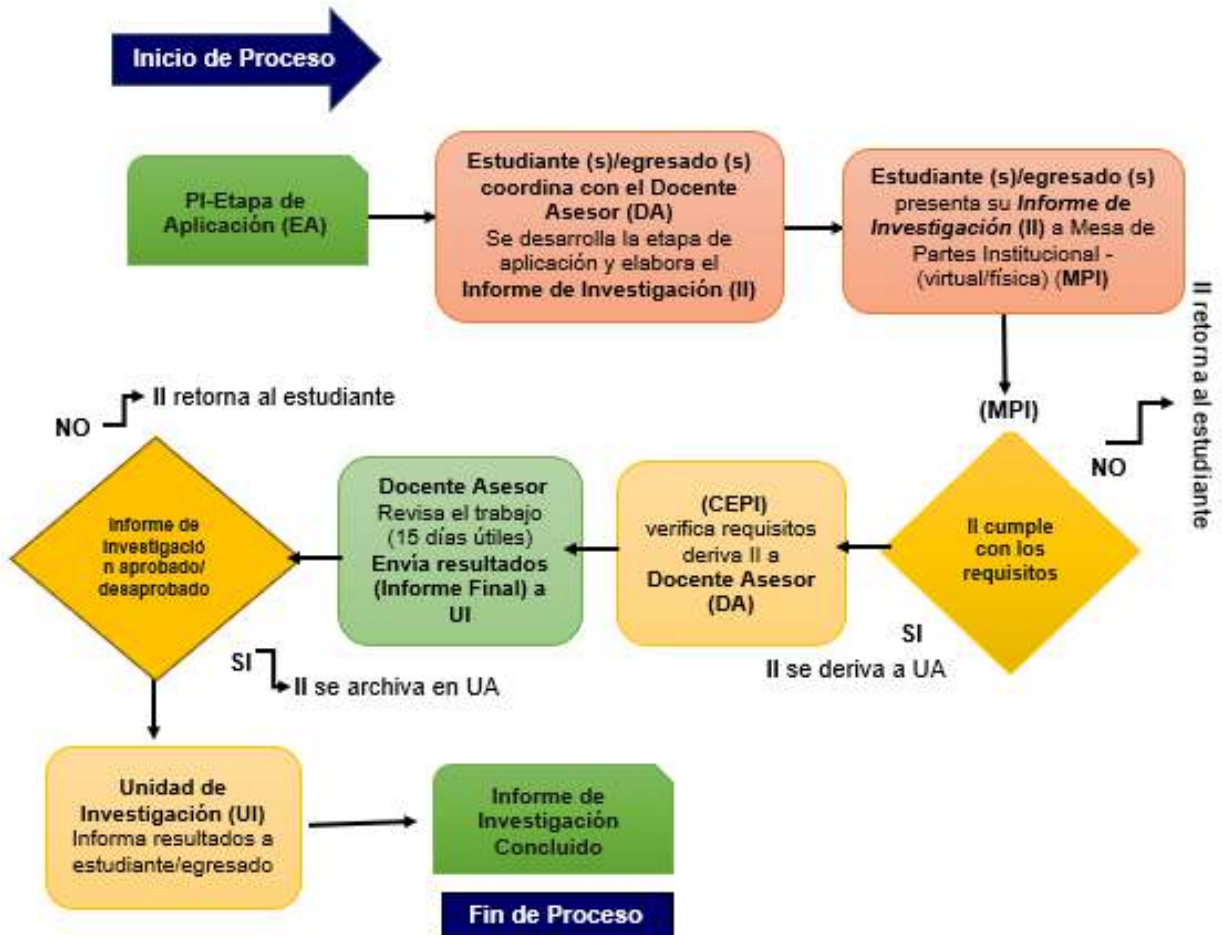 Inicio de Proceso
PI-Etapa de
Aplicación (EA)
Estudiante (s)/egresado (s)
coordina con el Docente
Asesor (DA)
Se desarrolla la etapa de
aplicación y elabora el
Informe de Investigación (II)
Estudiante (s)/egresado (s)
presenta su Informe de
Investigación (II) a Mesa de
Partes Institucional -
(virtual/física) (MPI)
II retorna al estudiante
(MPI)
NO
II cumple
con los
requisitos
SI
II se deriva a UA
(CEPI)
verifica requisitos
deriva II a
Docente Asesor
(DA)
Docente Asesor
Revisa el trabajo
(15 días útiles)
Envía resultados
(Informe Final) a
UI
II retorna al estudiante
NO
Informe de
Investigació
n aprobado/
desaprobado
SI
II se archiva en UA
Unidad de
Investigación (UI)
Informa resultados a
estudiante/egresado
Informe de
Investigación
Concluido
Fin de Proceso